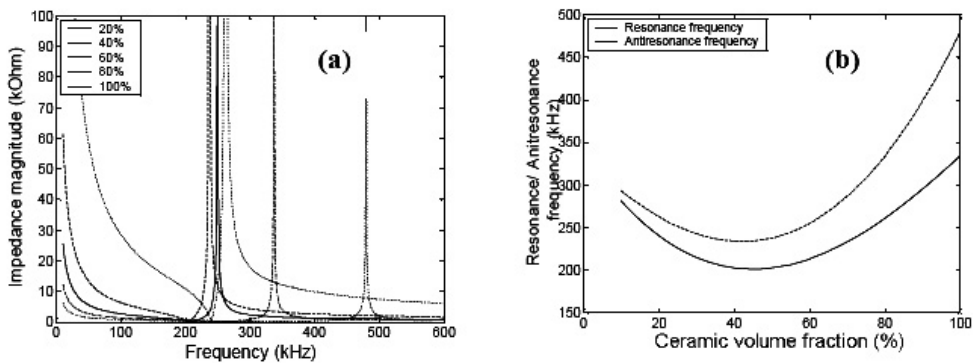 100
90
80
70
60
50
40
30
20
10
0
Impedance magnitude (kOhm)
20%
40%
60%
80%
100%
(a)
0 100 200 300 400 500 600
Frequency (kHz)
500
450
400
350
300
250
200
150
Resonance/ Anitresonance
frequency (kHz)
Resonance frequency
Antiresonance frequency
(b)
0 20 40 60 80 100
Ceramic volume fraction (%)